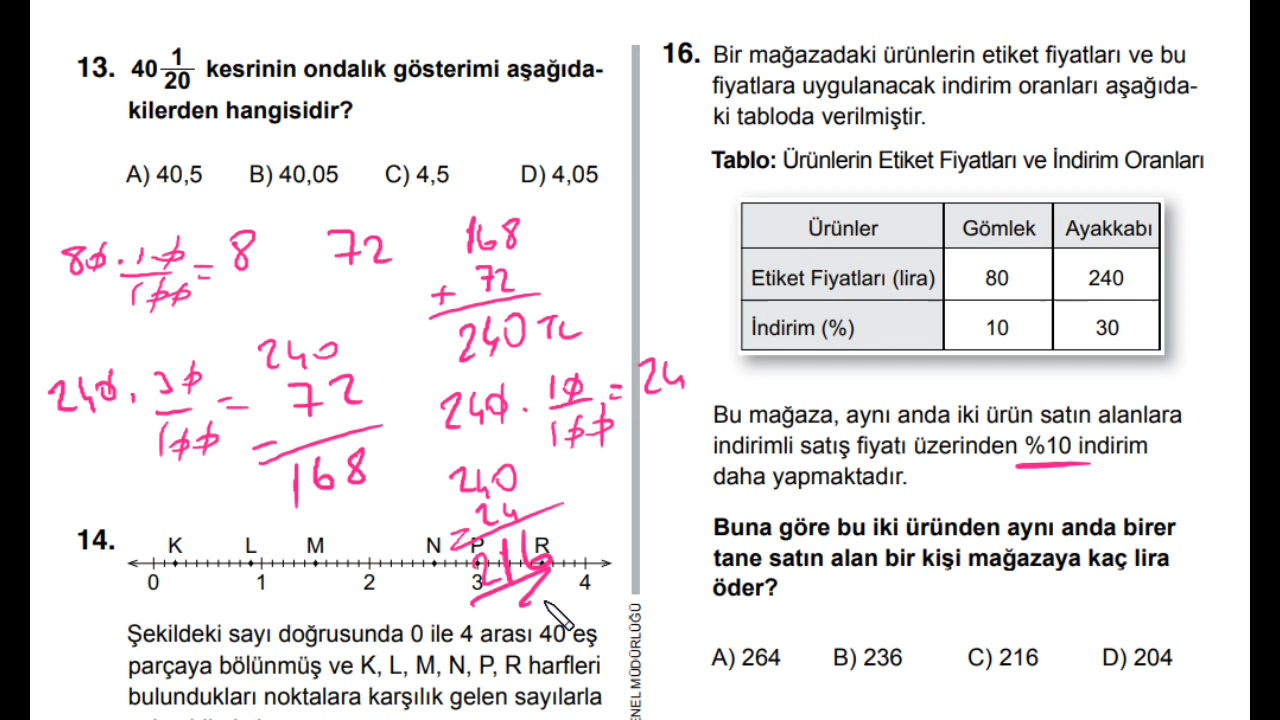 13. 40 1/20 kesrinin ondalık gösterimi aşağıda-
kilerden hangisidir?
A) 40,5 B) 40,05 C) 4,5 D) 4,05
80 . 10/100 = 8
72
168
+ 72
240 TL
240 . 30/100 =
240
- 72
168
240 . 10/100 = 24
240
- 24
216
14.
K L M N P R
0 1 2 3 4
Şekildeki sayı doğrusunda 0 ile 4 arası 40 eş
parçaya bölünmüş ve K, L, M, N, P, R harfleri
bulundukları noktalara karşılık gelen sayılarla
ENEL MÜDÜRLÜĞÜ
16. Bir mağazadaki ürünlerin etiket fiyatları ve bu
fiyatlara uygulanacak indirim oranları aşağıda-
ki tabloda verilmiştir.
Tablo: Ürünlerin Etiket Fiyatları ve İndirim Oranları
Ürünler Gömlek Ayakkabı
Etiket Fiyatları (lira) 80 240
İndirim (%) 10 30
Bu mağaza, aynı anda iki ürün satın alanlara
indirimli satış fiyatı üzerinden %10 indirim
daha yapmaktadır.
Buna göre bu iki üründen aynı anda birer
tane satın alan bir kişi mağazaya kaç lira
öder?
A) 264 B) 236 C) 216 D) 204